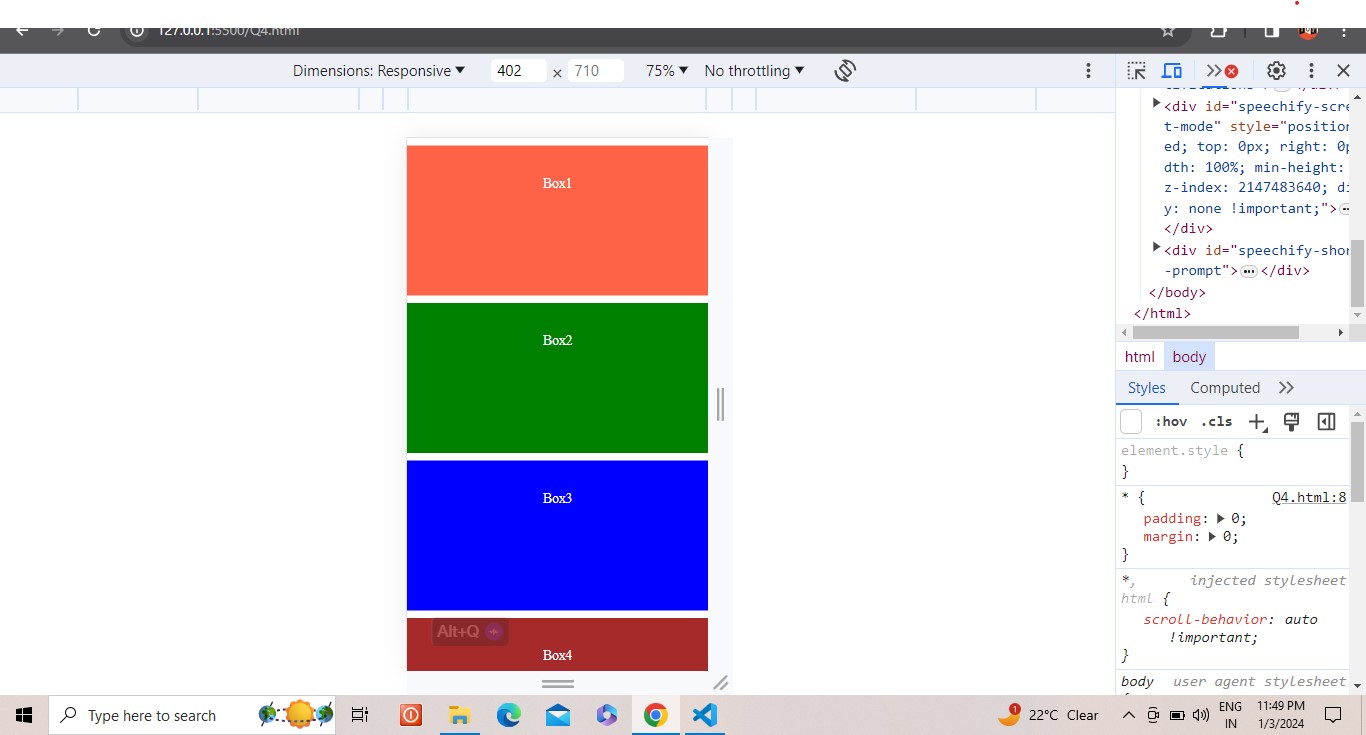 127.0.0.1:5500/Q4.html
Dimensions: Responsive ▼ 402 × 710 75% ▼ No throttling ▼
<div id="speechify-scre
t-mode" style="position
ed; top: 0px; right: 0p
dth: 100%; min-height:
z-index: 2147483640; di
y: none !important;">
</div>
<div id="speechify-shor
-prompt"> ••• </div>
</body>
</html>
html body
Styles Computed
:hov .cls
element.style {
}
* { Q4.html:8
padding: 0;
margin: 0;
}
*, injected stylesheet
html {
scroll-behavior: auto
!important;
}
body user agent stylesheet
Box1
Box2
Box3
Alt+Q
Box4
Type here to search
1
22°C Clear
ENG
IN
11:49 PM
1/3/2024